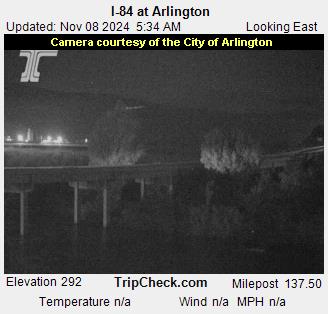 I-84 at Arlington
Updated: Nov 08 2024 5:34 AM Looking East
Camera courtesy of the City of Arlington
Elevation 292 TripCheck.com Milepost 137.50
Temperature n/a Wind n/a MPH n/a